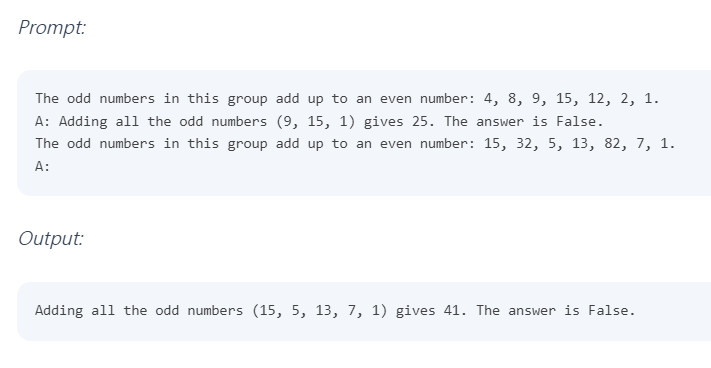 Prompt:
The odd numbers in this group add up to an even number: 4, 8, 9, 15, 12, 2, 1.
A: Adding all the odd numbers (9, 15, 1) gives 25. The answer is False.
The odd numbers in this group add up to an even number: 15, 32, 5, 13, 82, 7, 1.
A:
Output:
Adding all the odd numbers (15, 5, 13, 7, 1) gives 41. The answer is False.